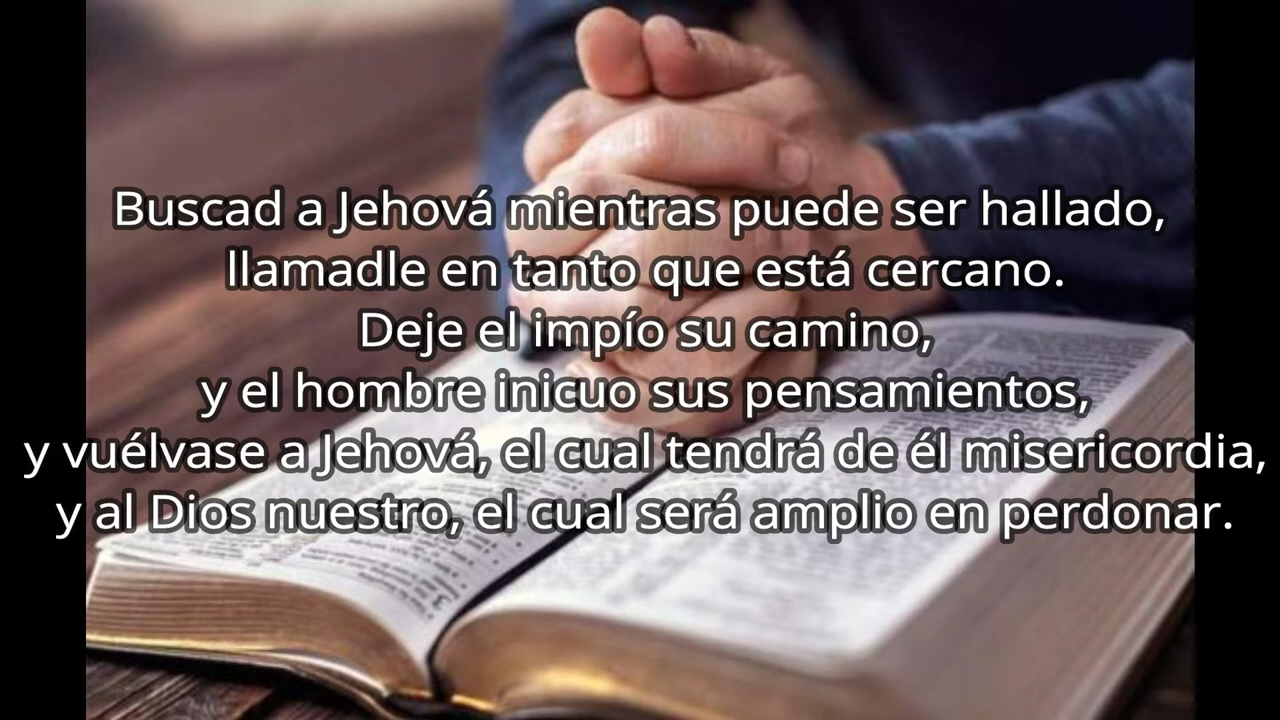 Buscad a Jehová mientras puede ser hallado,
llamadle en tanto que está cercano.
Deje el impío su camino,
y el hombre inicuo sus pensamientos,
y vuélvase a Jehová, el cual tendrá de él misericordia,
y al Dios nuestro, el cual será amplio en perdonar.